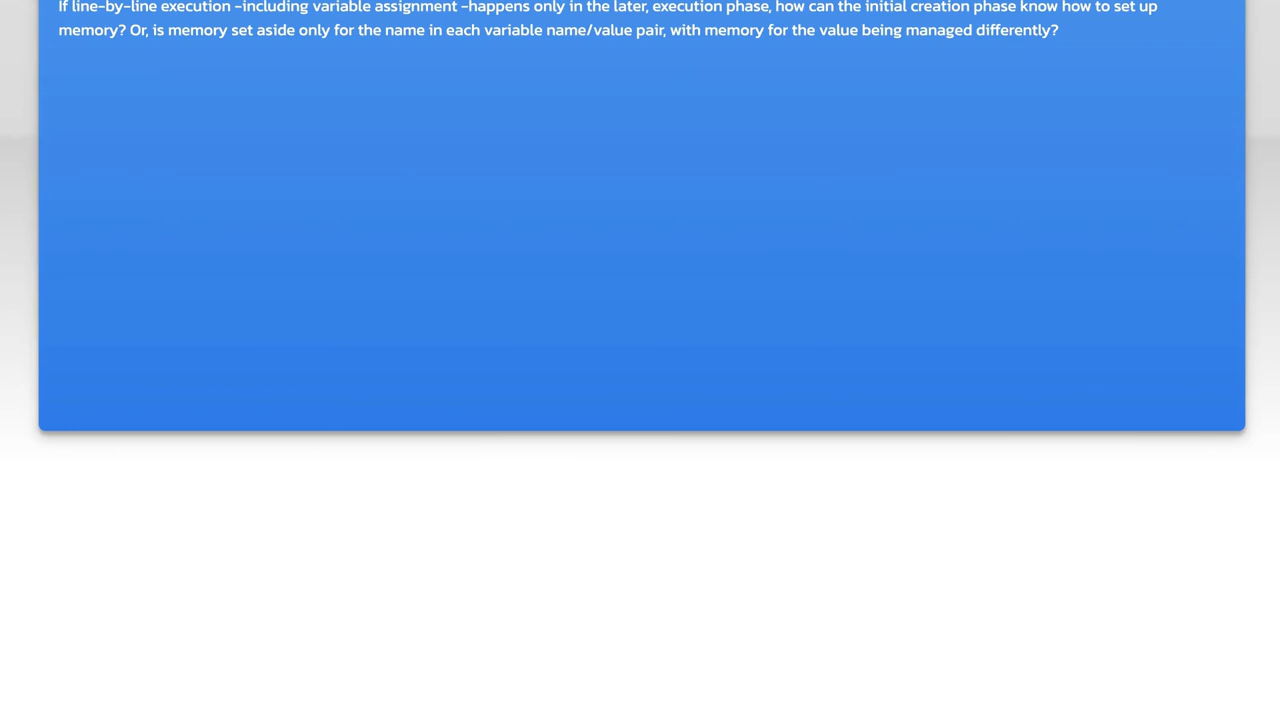 If line-by-line execution -including variable assignment -happens only in the later, execution phase, how can the initial creation phase know how to set up
memory? Or, is memory set aside only for the name in each variable name/value pair, with memory for the value being managed differently?